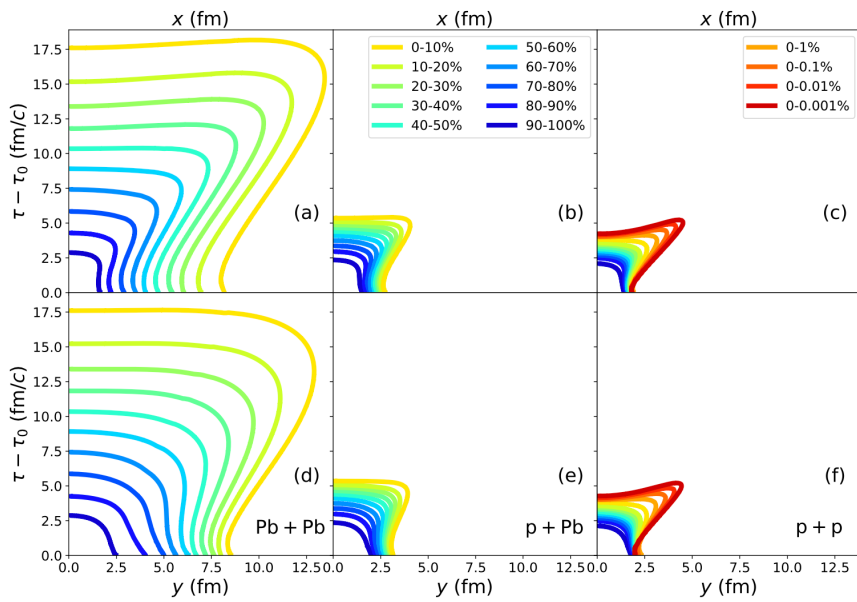 x (fm) x (fm) x (fm)
17.5
15.0
12.5
10.0
7.5
5.0
2.5
0.0
τ − τ₀ (fm/c)
(a)
0-10% 50-60%
10-20% 60-70%
20-30% 70-80%
30-40% 80-90%
40-50% 90-100%
(b)
0-1%
0-0.1%
0-0.01%
0-0.001%
(c)
17.5
15.0
12.5
10.0
7.5
5.0
2.5
0.0
τ − τ₀ (fm/c)
(d) (e) (f)
Pb + Pb p + Pb p + p
0.0 2.5 5.0 7.5 10.0 12.5 0.0 2.5 5.0 7.5 10.0 12.5 0.0 2.5 5.0 7.5 10.0 12.5
y (fm) y (fm) y (fm)